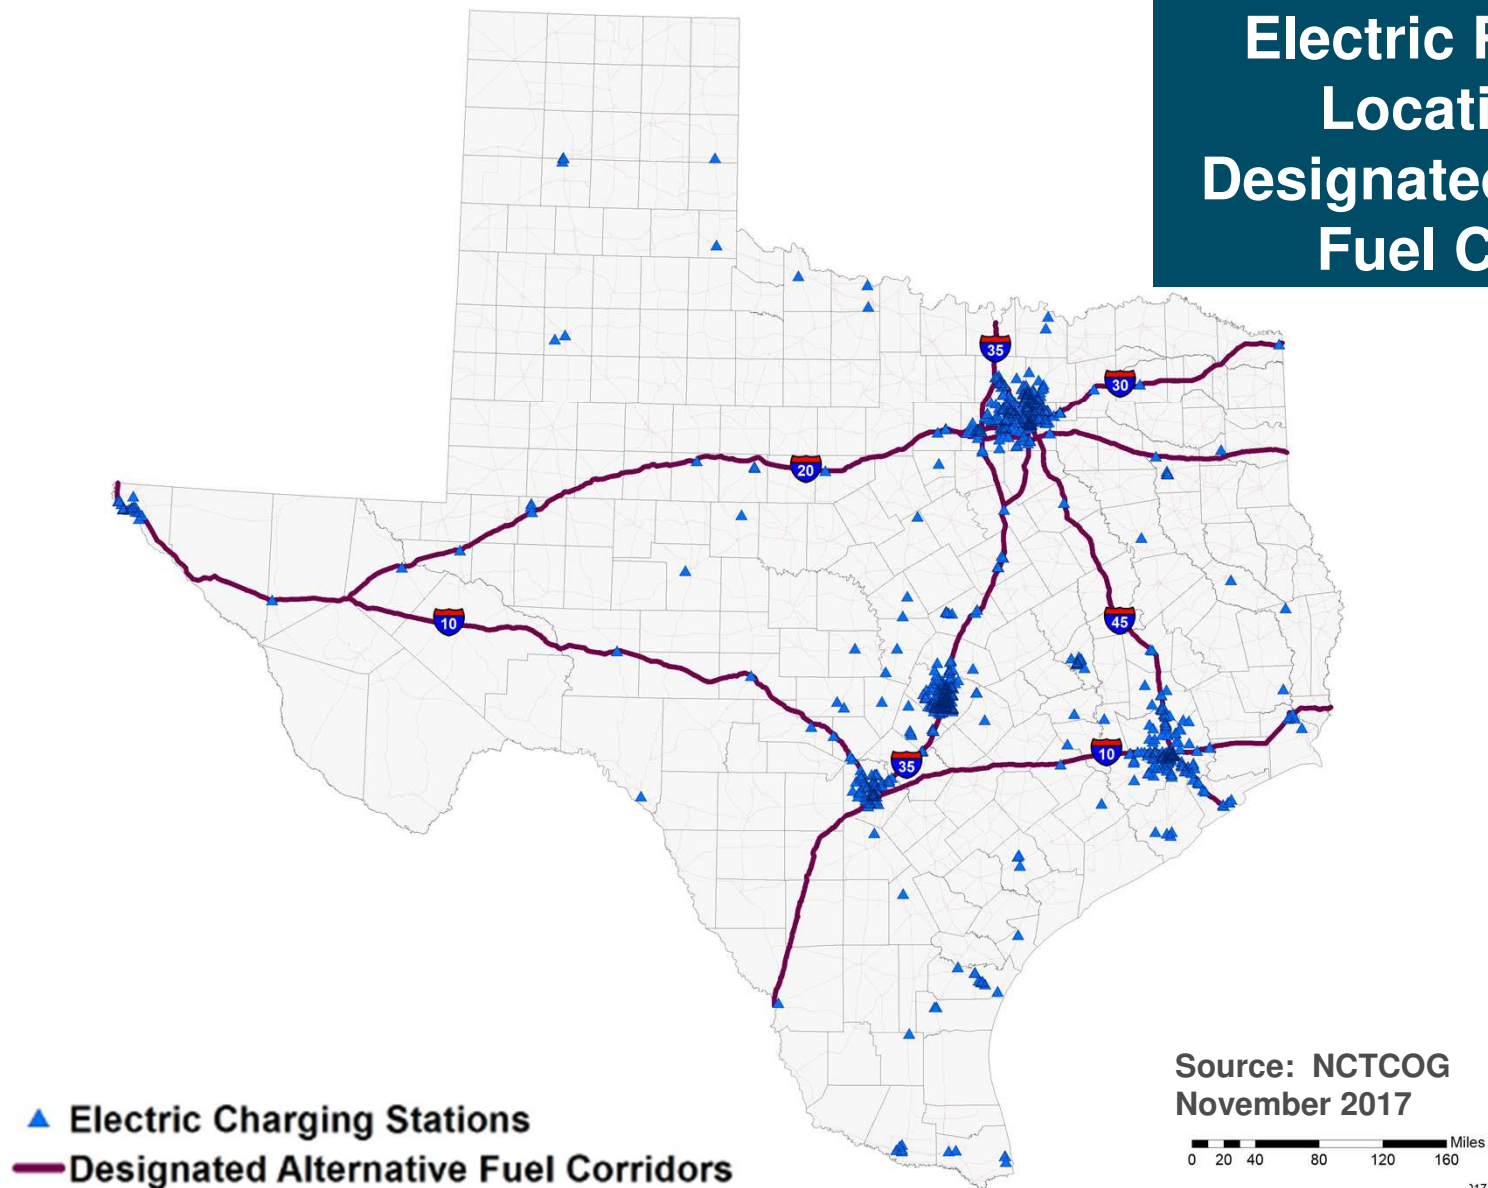 Electric
Locati
Designated
Fuel C
35
30
20
10
45
10
35
Source: NCTCOG
November 2017
Miles
0 20 40 80 120 160
Electric Charging Stations
Designated Alternative Fuel Corridors